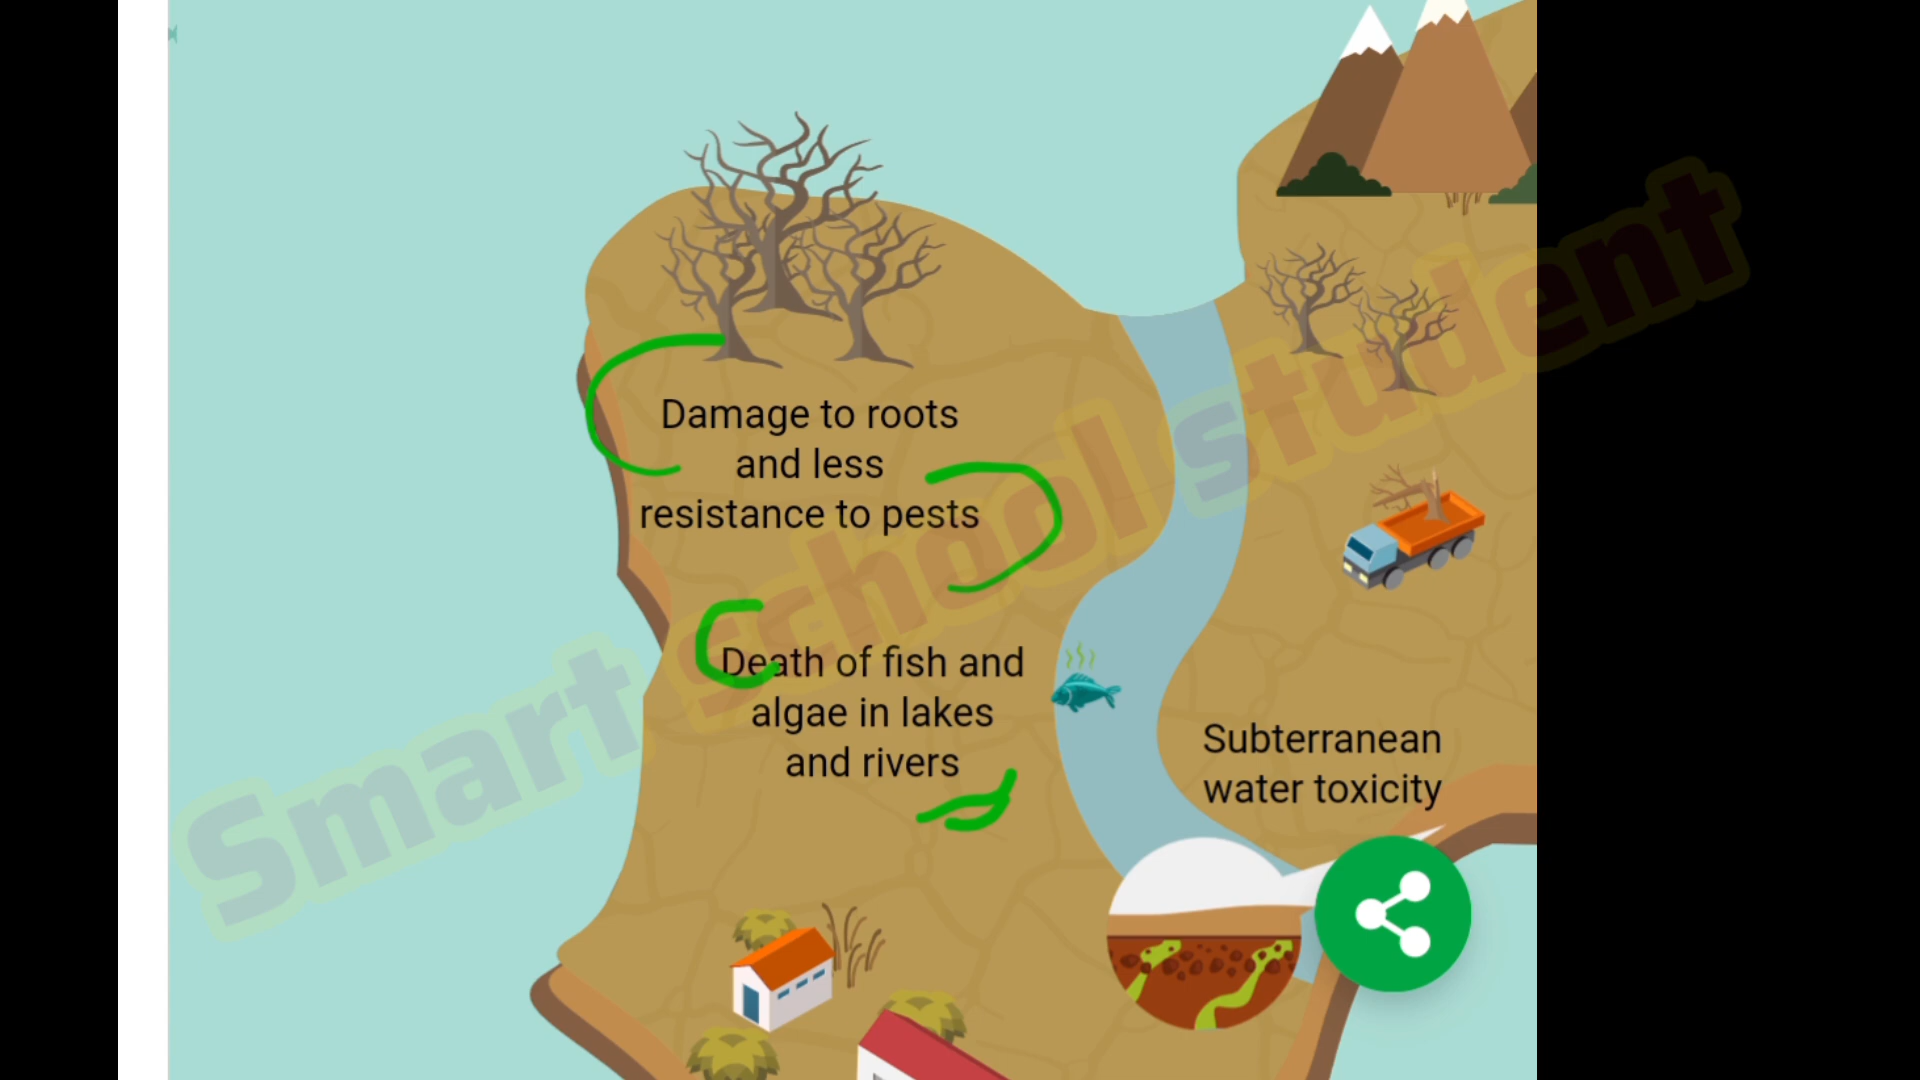 Damage to roots
and less
resistance to pests
Death of fish and
algae in lakes
and rivers
Subterranean
water toxicity
Smart school student